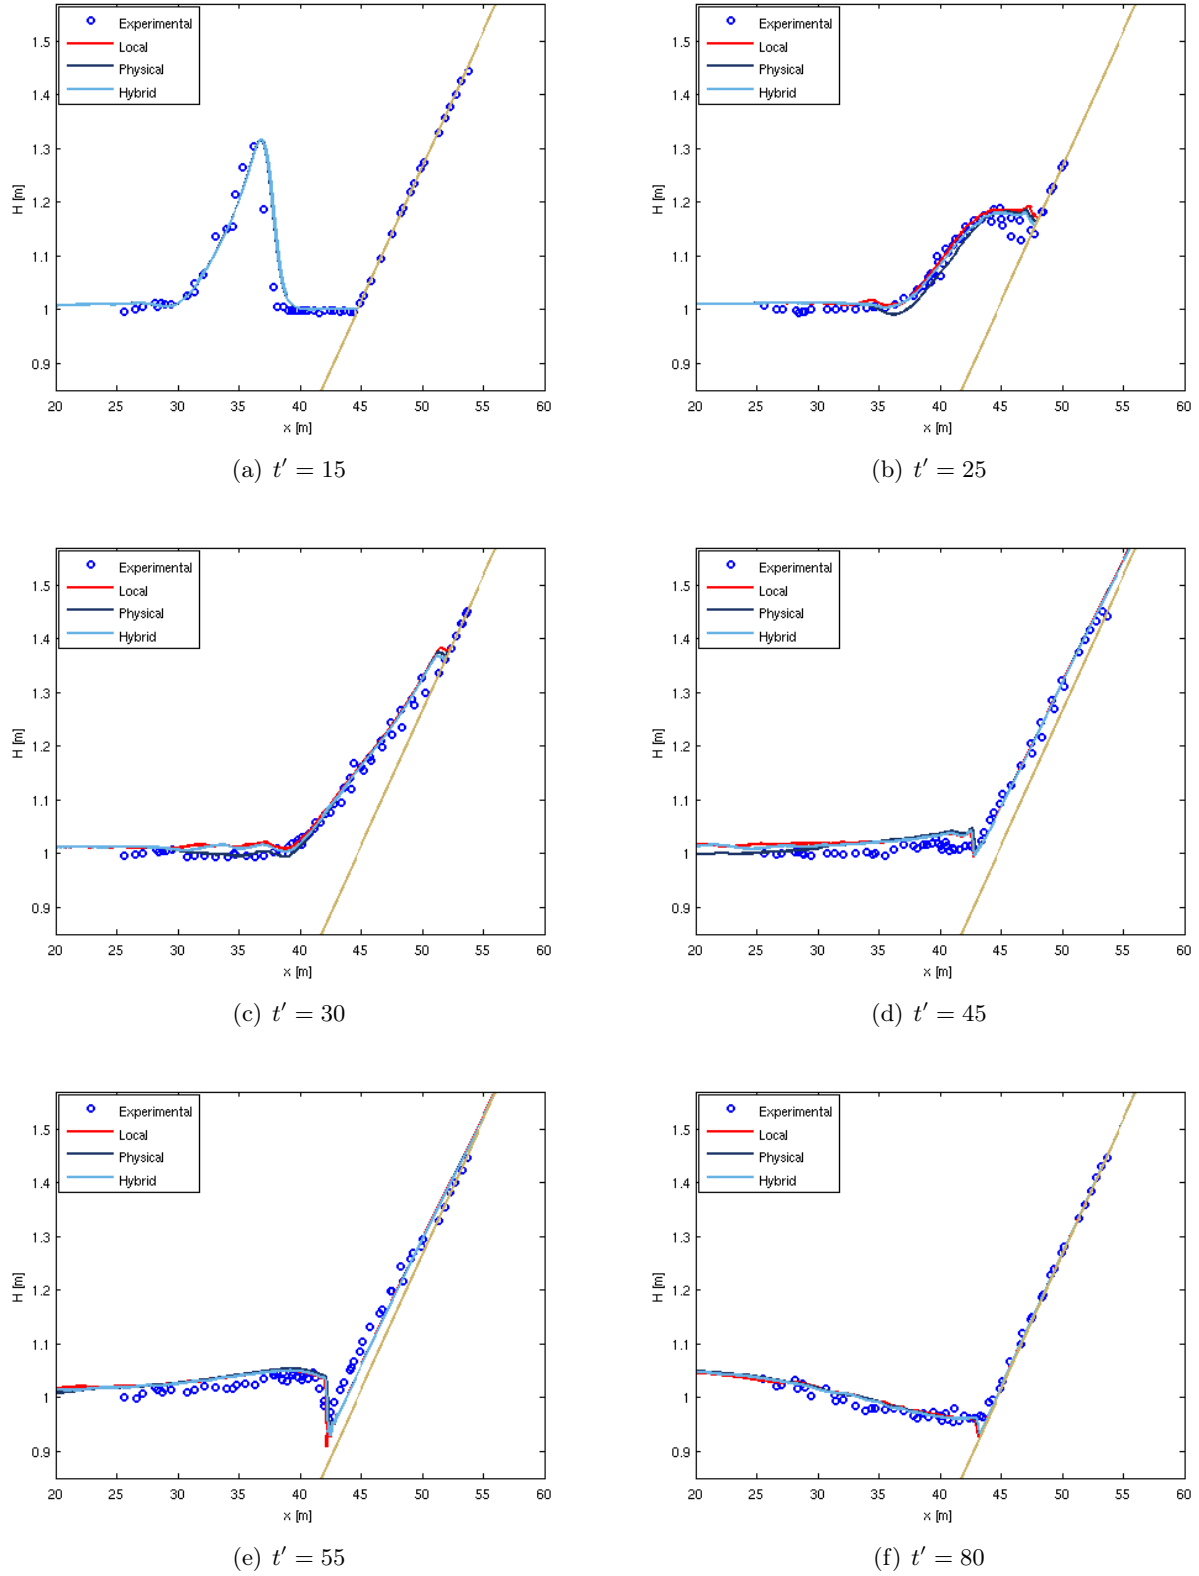 Experimental
Local
Physical
Hybrid
1.5
1.4
1.3
1.2
1.1
1
0.9
H [m]
20 25 30 35 40 45 50 55 60
x [m]
(a) t′ = 15
Experimental
Local
Physical
Hybrid
1.5
1.4
1.3
1.2
1.1
1
0.9
H [m]
20 25 30 35 40 45 50 55 60
x [m]
(b) t′ = 25
Experimental
Local
Physical
Hybrid
1.5
1.4
1.3
1.2
1.1
1
0.9
H [m]
20 25 30 35 40 45 50 55 60
x [m]
(c) t′ = 30
Experimental
Local
Physical
Hybrid
1.5
1.4
1.3
1.2
1.1
1
0.9
H [m]
20 25 30 35 40 45 50 55 60
x [m]
(d) t′ = 45
Experimental
Local
Physical
Hybrid
1.5
1.4
1.3
1.2
1.1
1
0.9
H [m]
20 25 30 35 40 45 50 55 60
x [m]
(e) t′ = 55
Experimental
Local
Physical
Hybrid
1.5
1.4
1.3
1.2
1.1
1
0.9
H [m]
20 25 30 35 40 45 50 55 60
x [m]
(f) t′ = 80